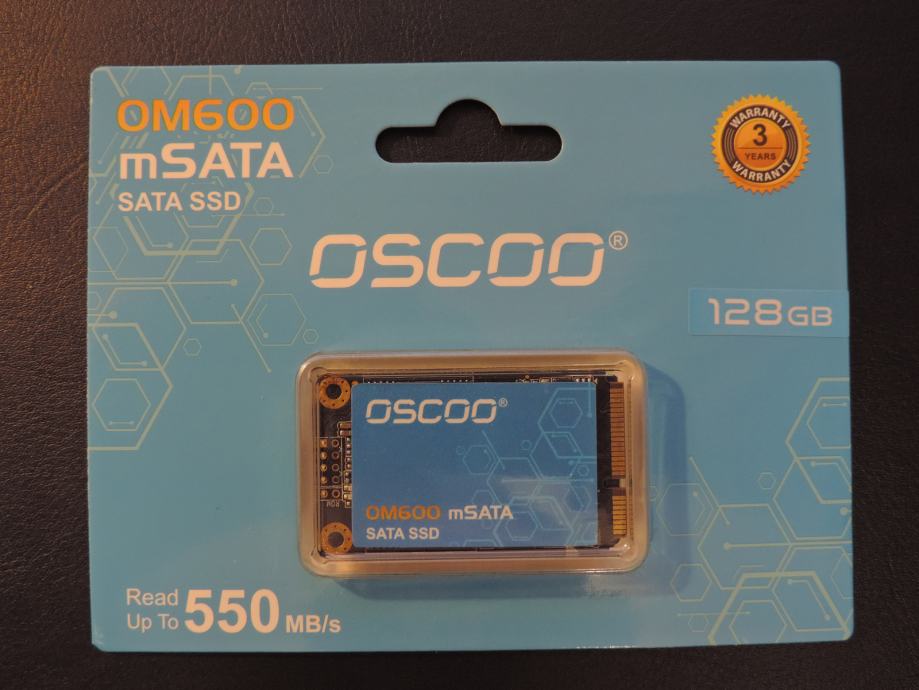 OM600
mSATA
SATA SSD
WARRANTY
3
YEARS
WARRANTY
OSCOO®
128GB
OSCOO®
OM600 mSATA
SATA SSD
ROW
Read
Up To 550 MB/s